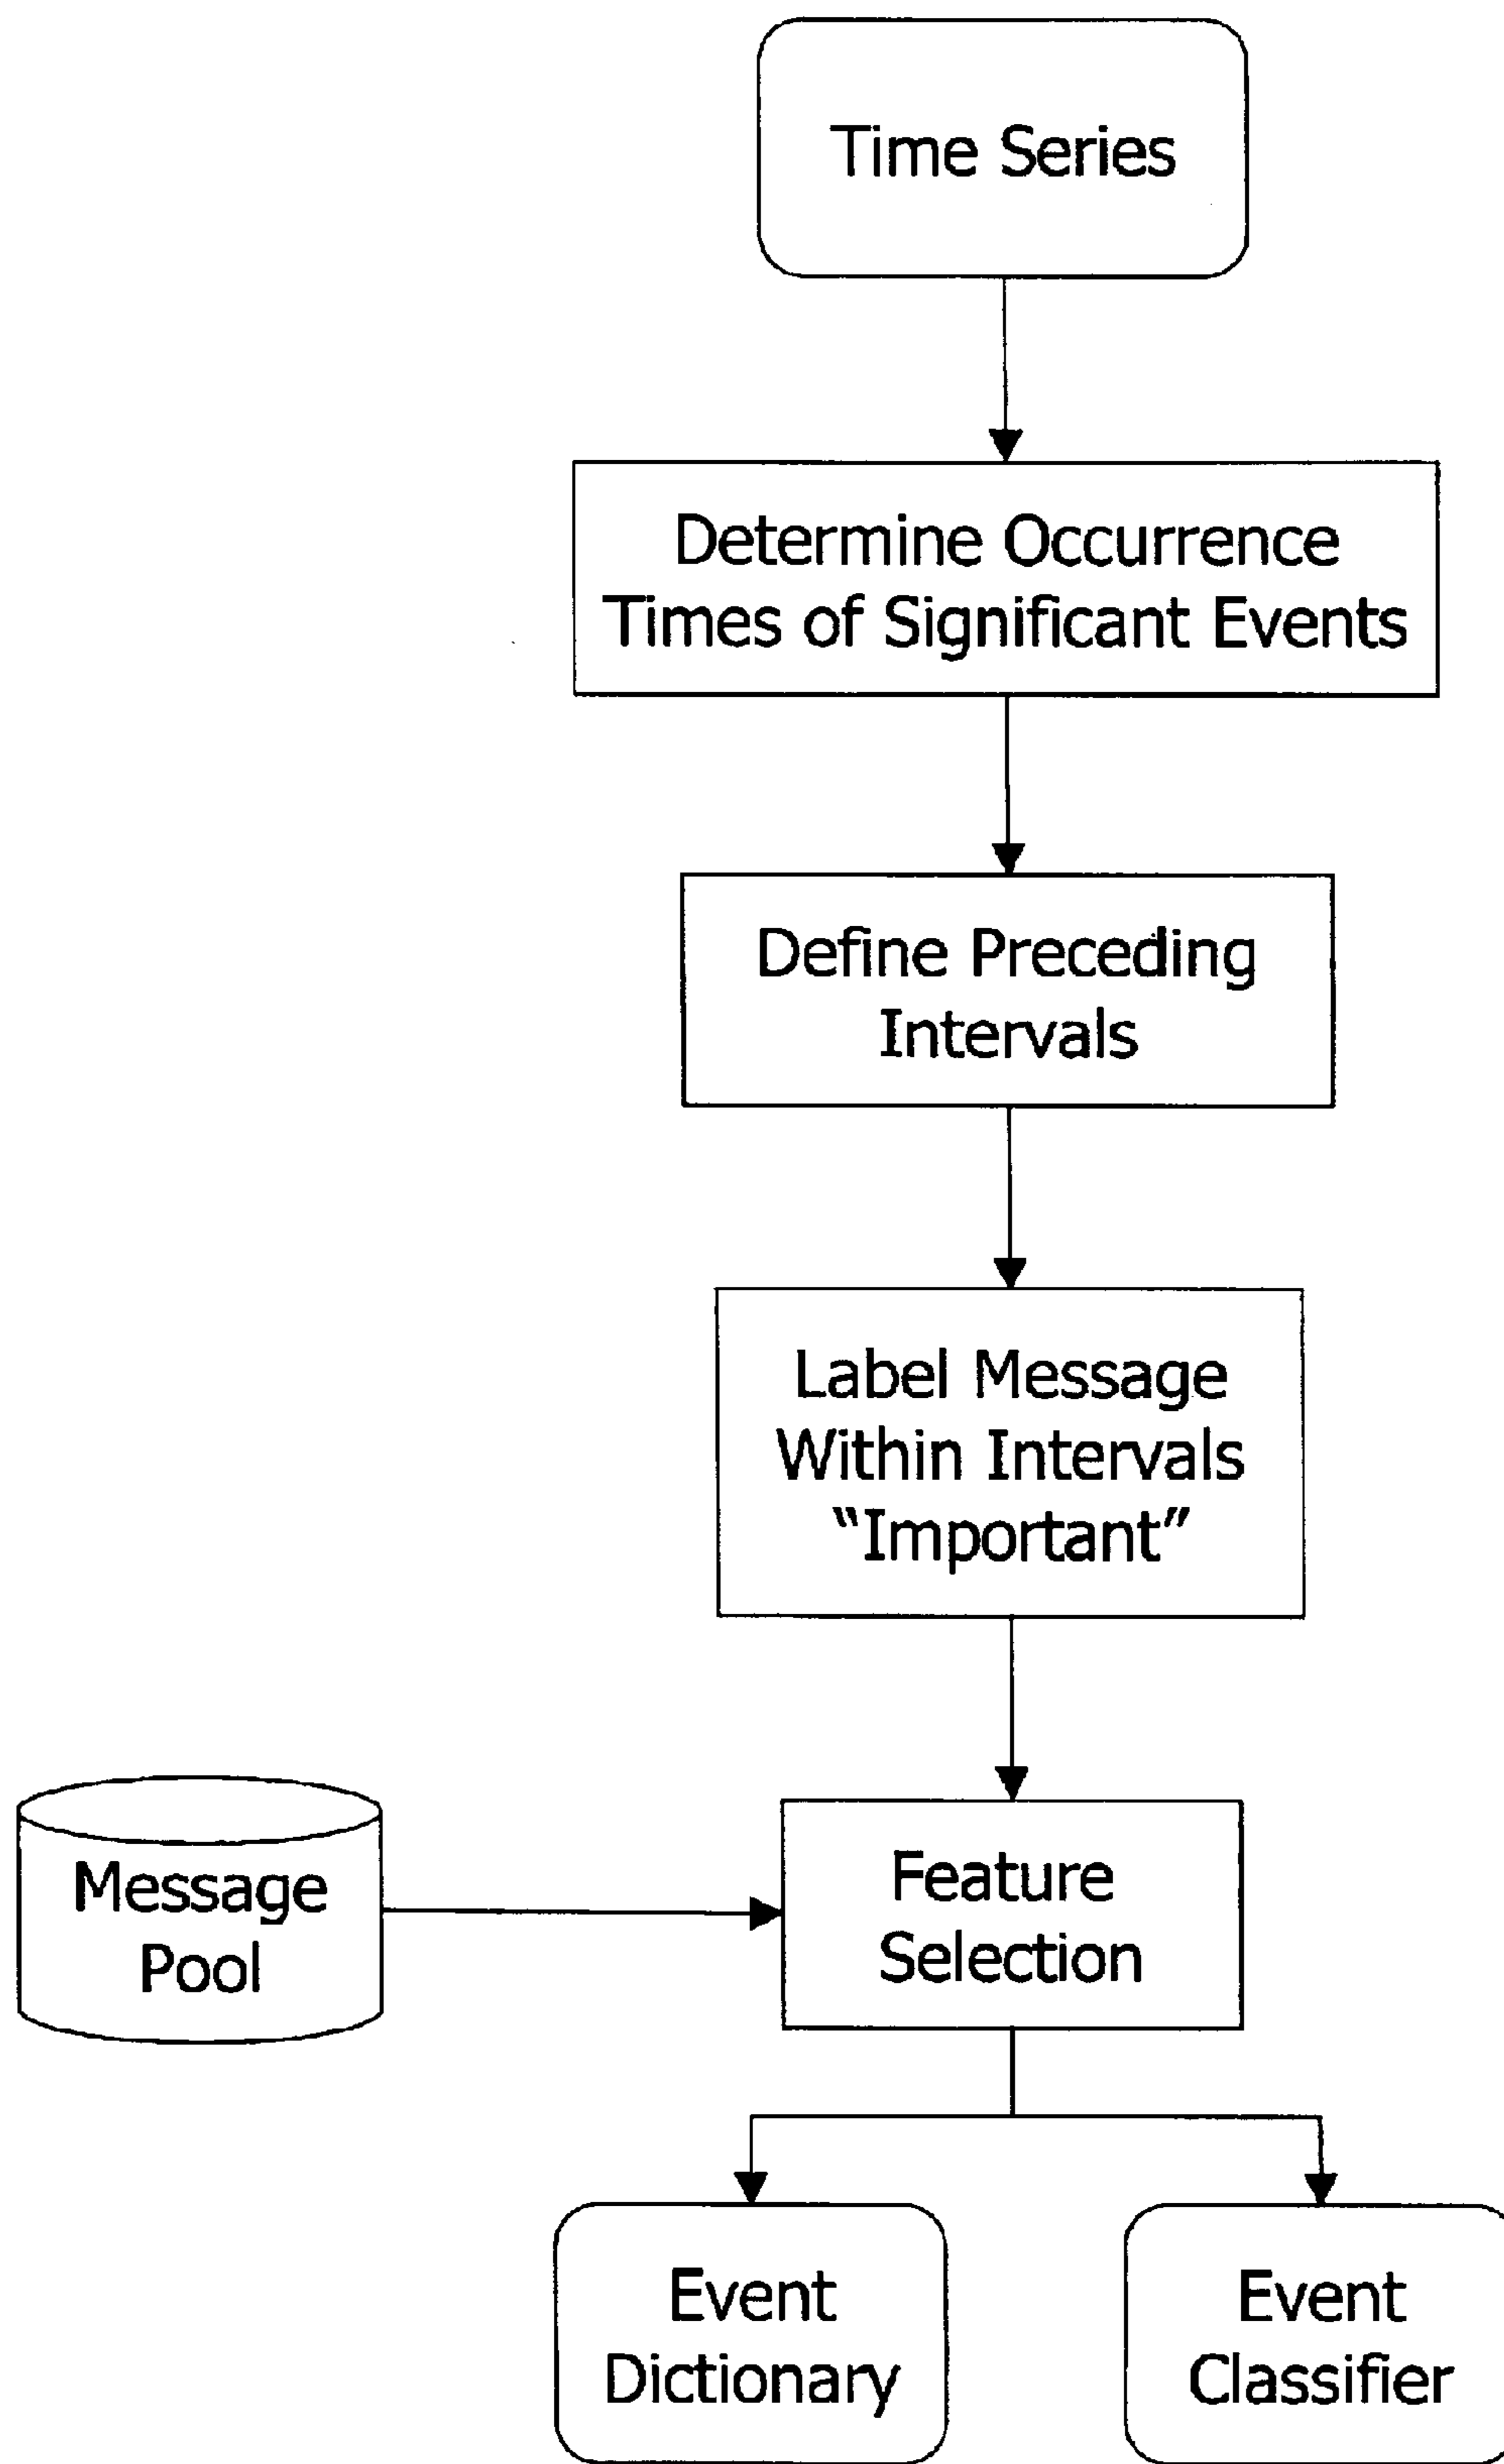 Time Series
Determine Occurrence
Times of Significant Events
Define Preceding
Intervals
Label Message
Within Intervals
“Important”
Message
Pool
Feature
Selection
Event
Dictionary
Event
Classifier